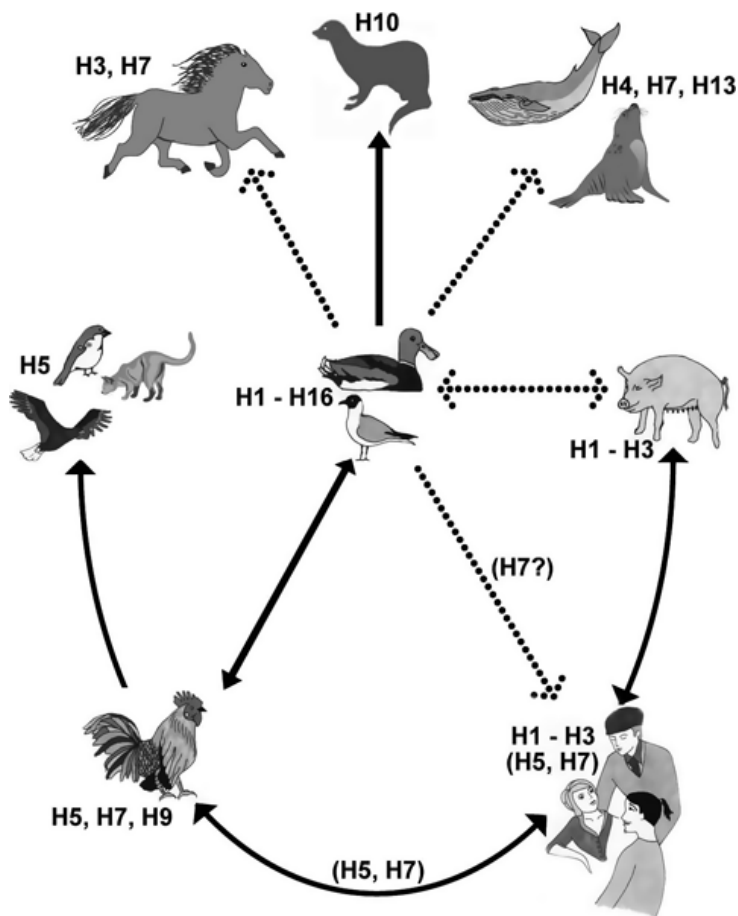 H10
H3, H7
H4, H7, H13
H5
H1 - H16
H1 - H3
(H7?)
H1 - H3
(H5, H7)
H5, H7, H9
(H5, H7)